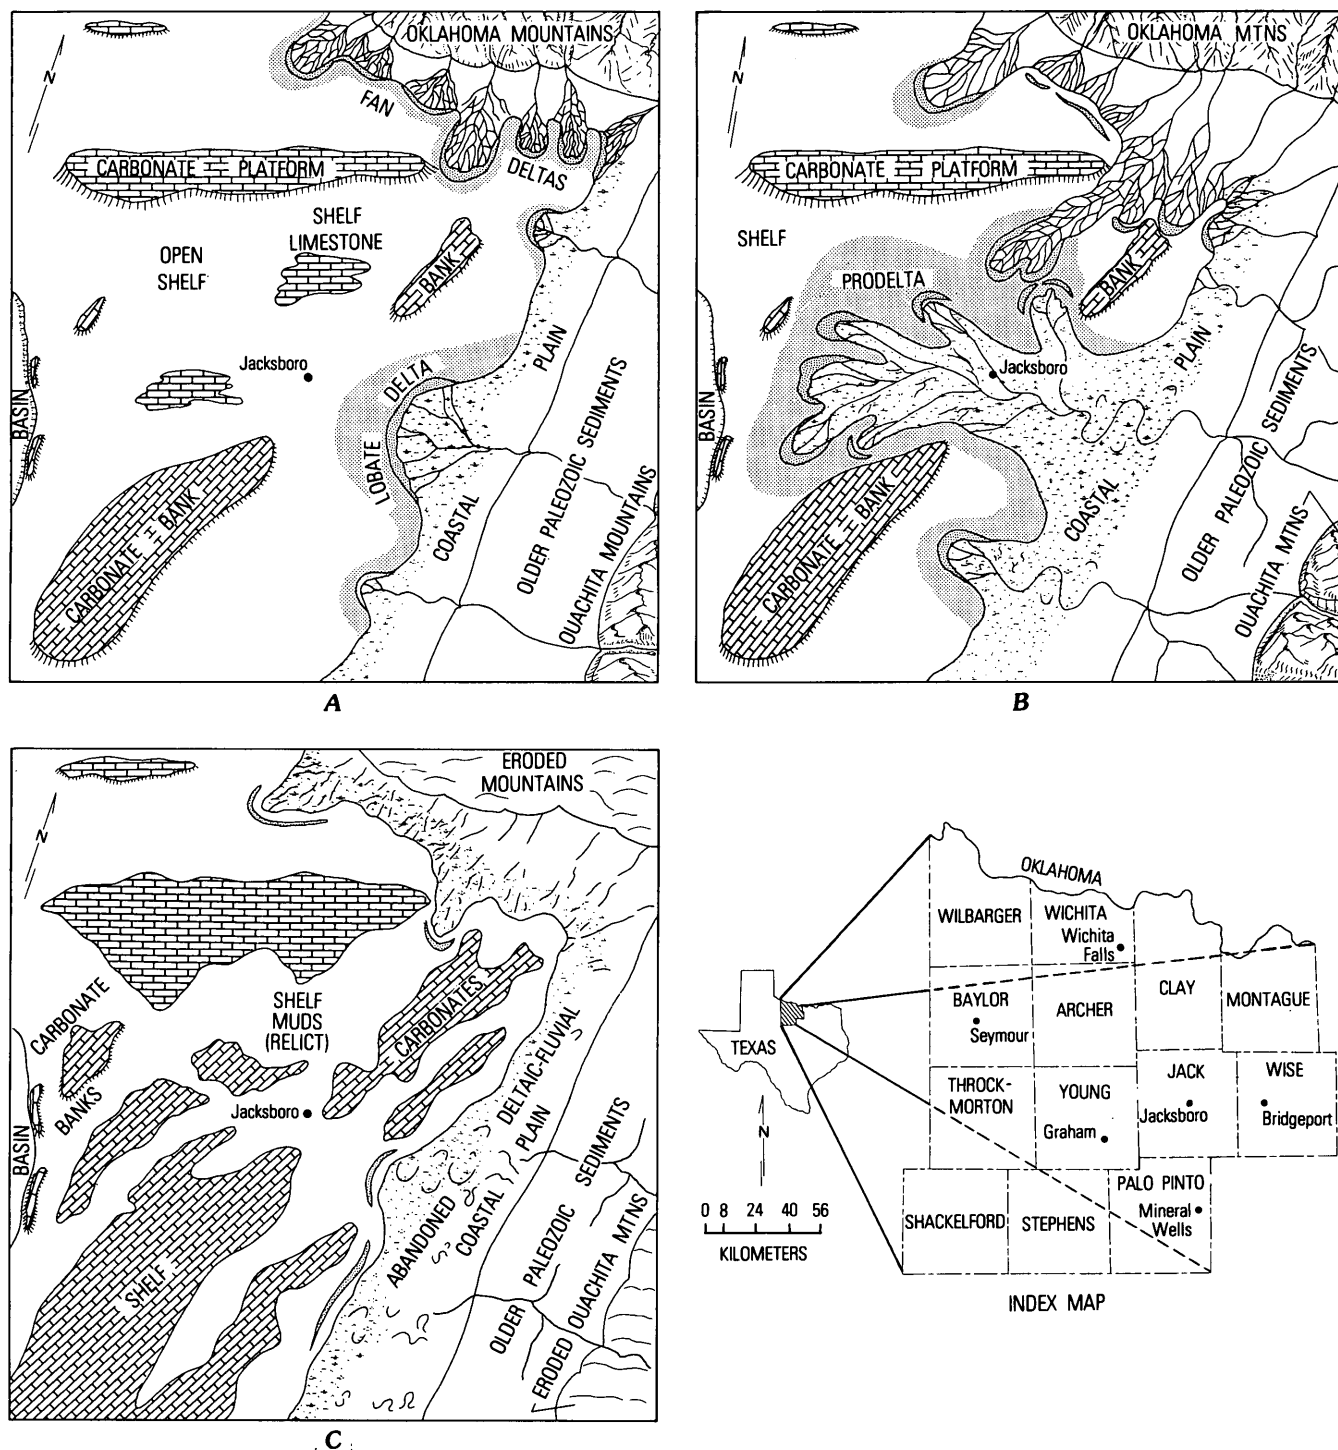 OKLAHOMA MOUNTAINS
N
FAN
DELTAS
CARBONATE PLATFORM
SHELF
LIMESTONE
OPEN
SHELF
BANK
Jacksboro
BASIN
DELTA
LOBATE
PLAIN
COASTAL
CARBONATE BANK
OLDER PALEOZOIC SEDIMENTS
OUACHITA MOUNTAINS
A
OKLAHOMA MTNS
N
CARBONATE PLATFORM
SHELF
PRODELTA
BANK
Jacksboro
BASIN
PLAIN
COASTAL
CARBONATE BANK
OLDER PALEOZOIC SEDIMENTS
OUACHITA MTNS
B
ERODED
MOUNTAINS
N
CARBONATE
BANKS
SHELF
MUDS
(RELICT)
CARBONATES
Jacksboro
BASIN
SHELF
DELTAIC-FLUVIAL
PLAIN
ABANDONED
COASTAL
OLDER PALEOZOIC SEDIMENTS
ERODED OUACHITA MTNS
C
OKLAHOMA
WILBARGER
WICHITA
Wichita
Falls
CLAY
MONTAGUE
BAYLOR
Seymour
ARCHER
TEXAS
THROCK-
MORTON
YOUNG
Graham
JACK
Jacksboro
WISE
Bridgeport
N
PALO PINTO
Mineral
Wells
SHACKELFORD
STEPHENS
0 8 24 40 56
KILOMETERS
INDEX MAP